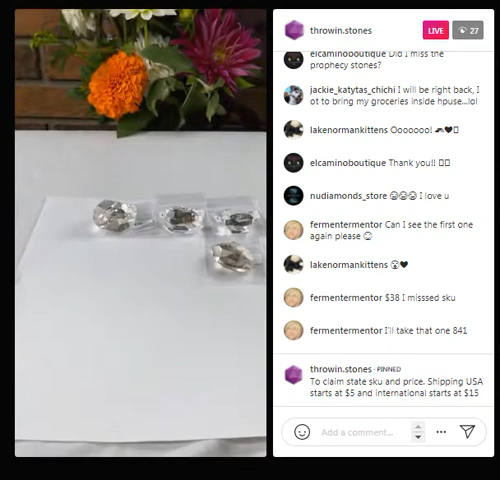 throwin.stones
LIVE
27
elcaminoboutique Did I miss the
prophecy stones?
jackie_katytas_chichi I will be right back, I
ot to bring my groceries inside hpuse...lol
lakenormankittens Ooooooo!
elcaminoboutique Thank you!!
nudiamonds_store 😭😭😭 I love u
fermentermentor Can I see the first one
again please ☺
lakenormankittens 😮🖤
fermentermentor $38 I misssed sku
fermentermentor I'll take that one 841
throwin.stones · PINNED
To claim state sku and price. Shipping USA
starts at $5 and international starts at $15
Add a comment...